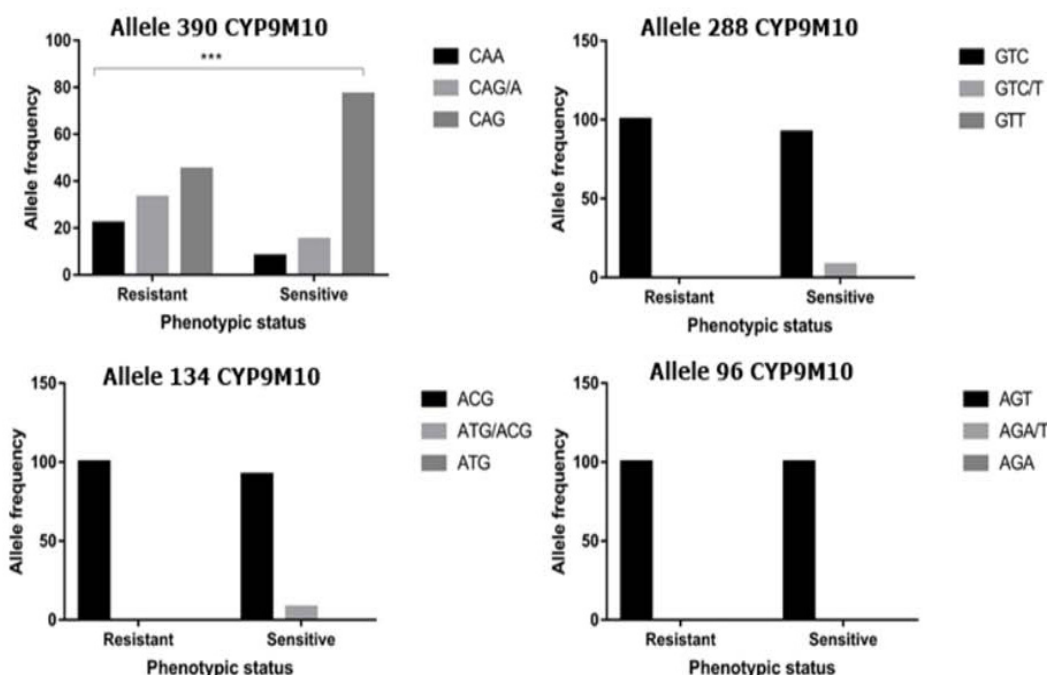 Allele 390 CYP9M10
100
80
60
40
20
0
Allele frequency
***
Resistant
Sensitive
Phenotypic status
CAA
CAG/A
CAG
Allele 288 CYP9M10
150
100
50
0
Allele frequency
Resistant
Sensitive
Phenotypic status
GTC
GTC/T
GTT
Allele 134 CYP9M10
150
100
50
0
Allele frequency
Resistant
Sensitive
Phenotypic status
ACG
ATG/ACG
ATG
Allele 96 CYP9M10
150
100
50
0
Allele frequency
Resistant
Sensitive
Phenotypic status
AGT
AGA/T
AGA